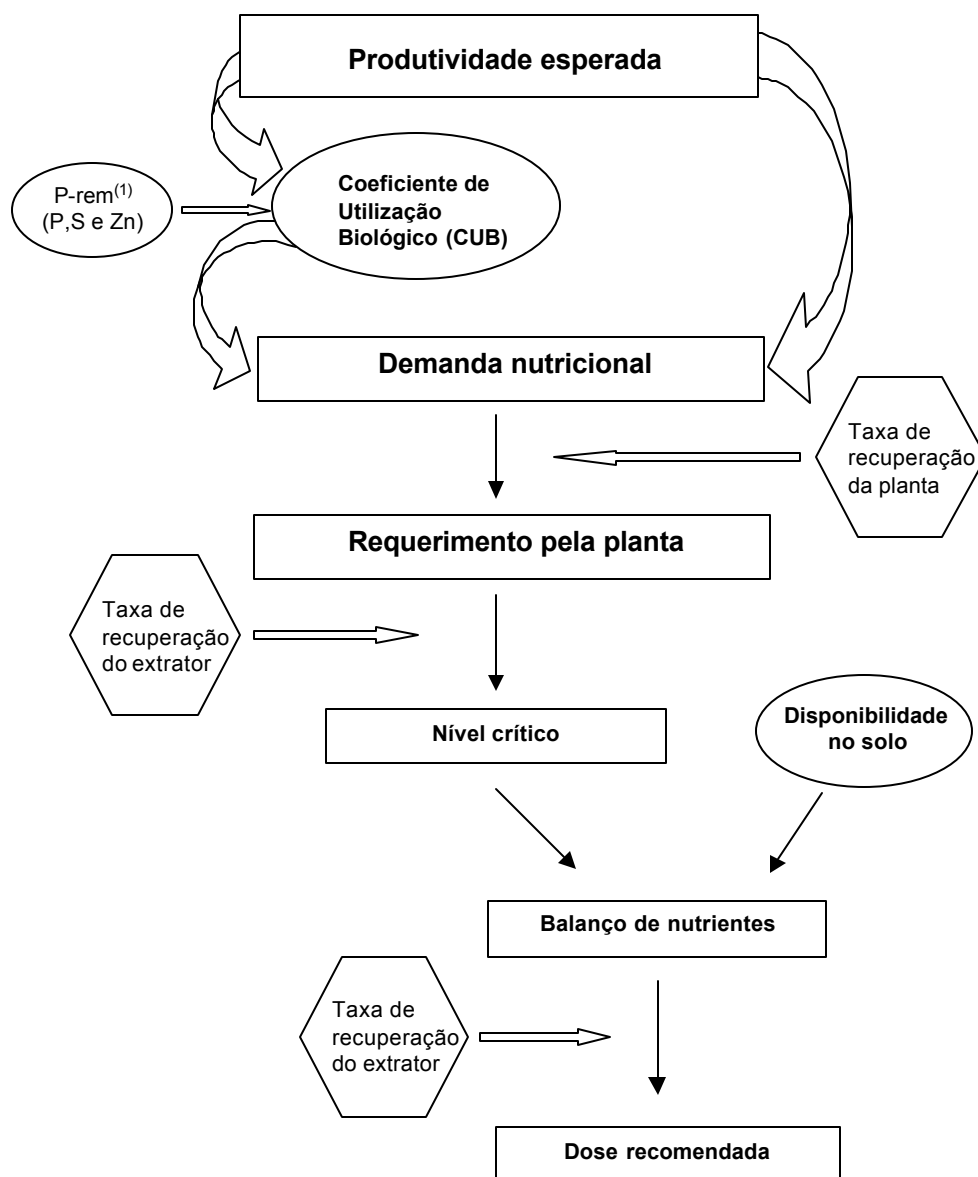 Produtividade esperada
P-rem(1)
(P,S e Zn)
Coeficiente de
Utilização
Biológico (CUB)
Demanda nutricional
Taxa de
recuperação
da planta
Requerimento pela planta
Taxa de
recuperação
do extrator
Nível crítico
Disponibilidade
no solo
Balanço de nutrientes
Taxa de
recuperação
do extrator
Dose recomendada